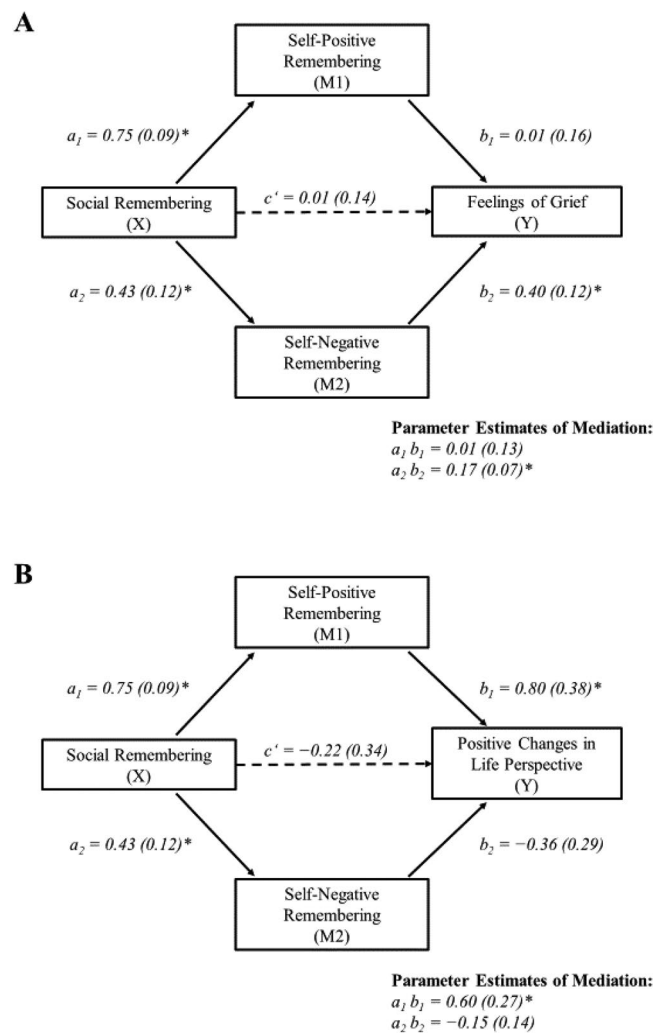 A
Self-Positive
Remembering
(M1)
a₁ = 0.75 (0.09)*
b₁ = 0.01 (0.16)
Social Remembering
(X)
c‘ = 0.01 (0.14)
Feelings of Grief
(Y)
a₂ = 0.43 (0.12)*
b₂ = 0.40 (0.12)*
Self-Negative
Remembering
(M2)
Parameter Estimates of Mediation:
a₁ b₁ = 0.01 (0.13)
a₂ b₂ = 0.17 (0.07)*
B
Self-Positive
Remembering
(M1)
a₁ = 0.75 (0.09)*
b₁ = 0.80 (0.38)*
Social Remembering
(X)
c‘ = −0.22 (0.34)
Positive Changes in
Life Perspective
(Y)
a₂ = 0.43 (0.12)*
b₂ = −0.36 (0.29)
Self-Negative
Remembering
(M2)
Parameter Estimates of Mediation:
a₁ b₁ = 0.60 (0.27)*
a₂ b₂ = −0.15 (0.14)